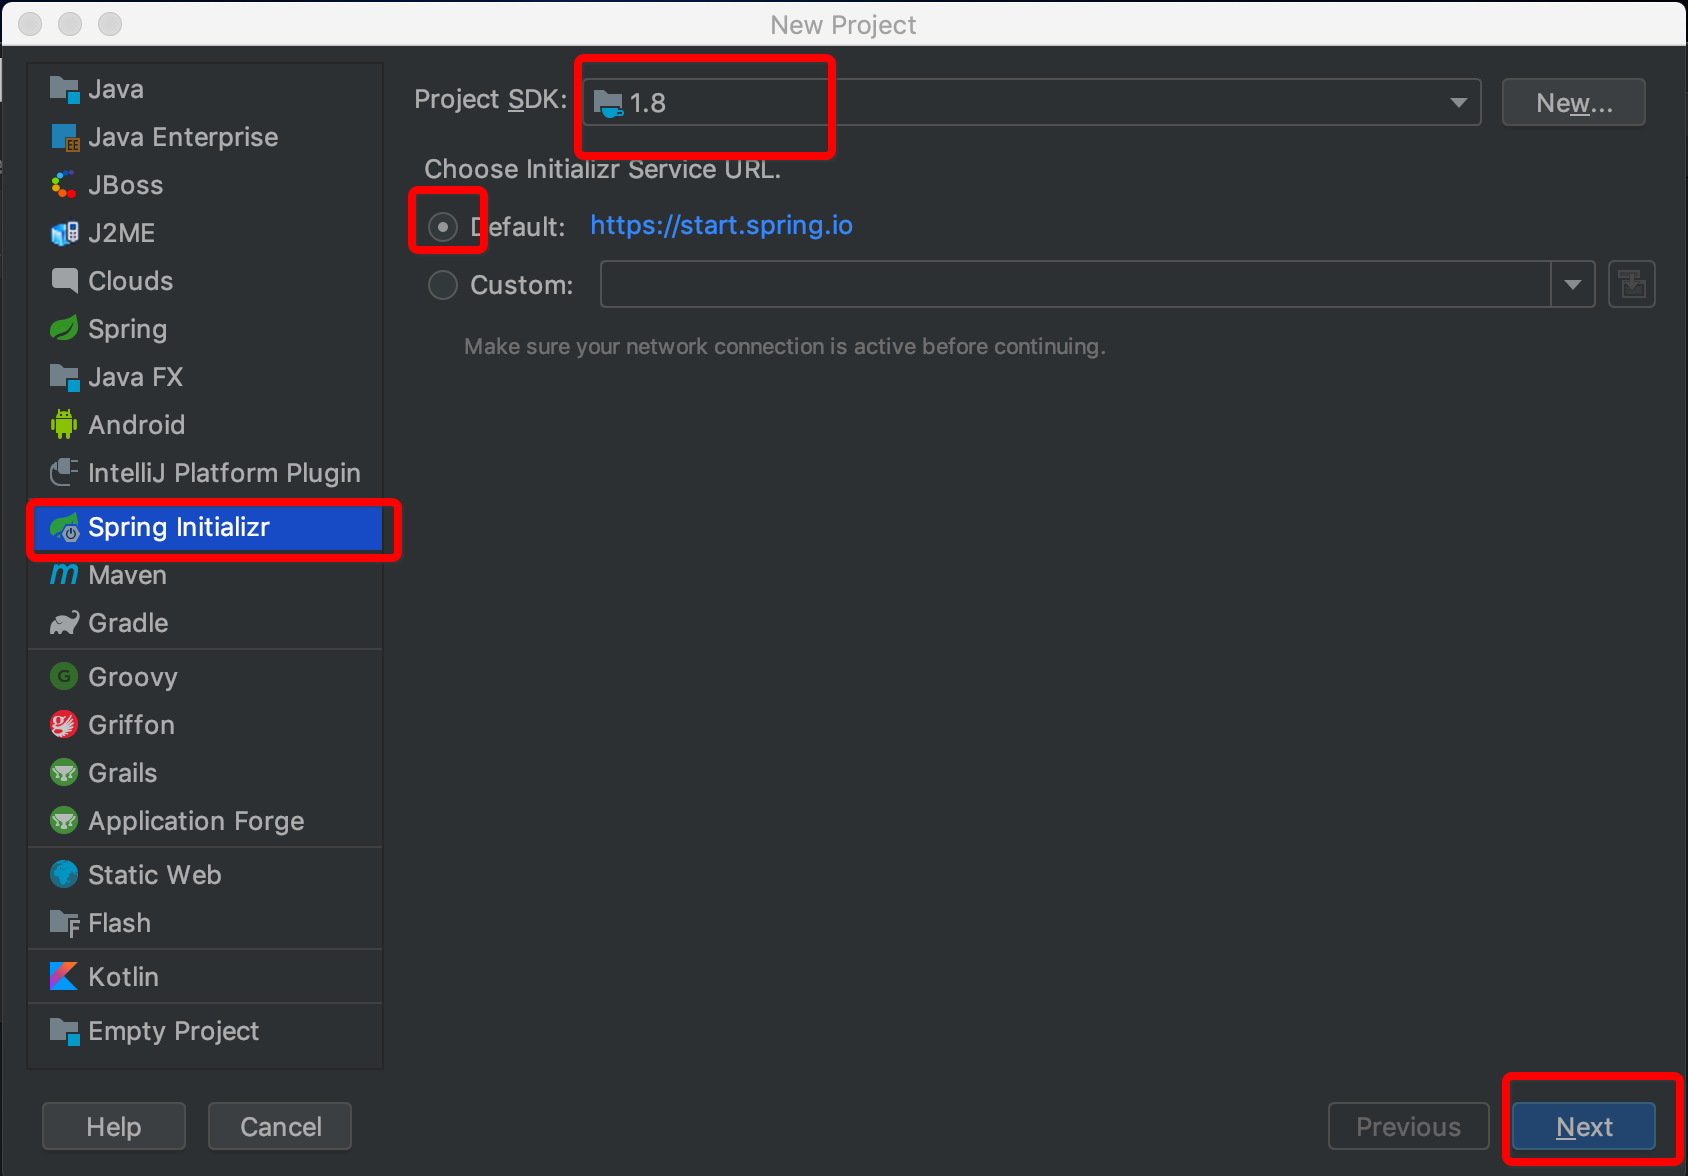 New Project
Java
Java Enterprise
JBoss
J2ME
Clouds
Spring
Java FX
Android
IntelliJ Platform Plugin
Spring Initializr
Maven
Gradle
Groovy
Griffon
Grails
Application Forge
Static Web
Flash
Kotlin
Empty Project
Project SDK: 1.8 New...
Choose Initializr Service URL.
Default: https://start.spring.io
Custom:
Make sure your network connection is active before continuing.
Help Cancel Previous Next